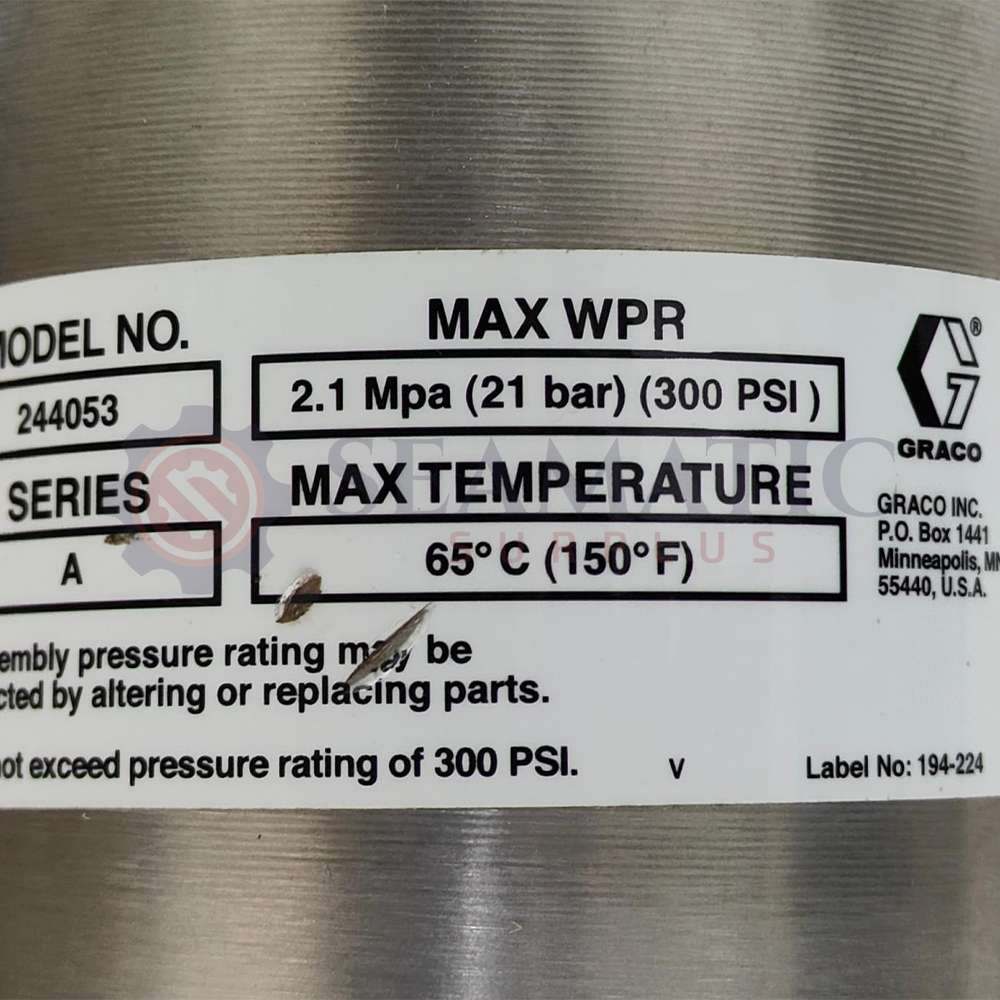 MODEL NO.
244053
SERIES
A
MAX WPR
2.1 Mpa (21 bar) (300 PSI )
MAX TEMPERATURE
65° C (150° F)
G
®
GRACO
GRACO INC.
P.O. Box 1441
Minneapolis, MN
55440, U.S.A.
embly pressure rating may be
cted by altering or replacing parts.
not exceed pressure rating of 300 PSI.
v
Label No: 194-224
SEAMATIC
SURPLUS